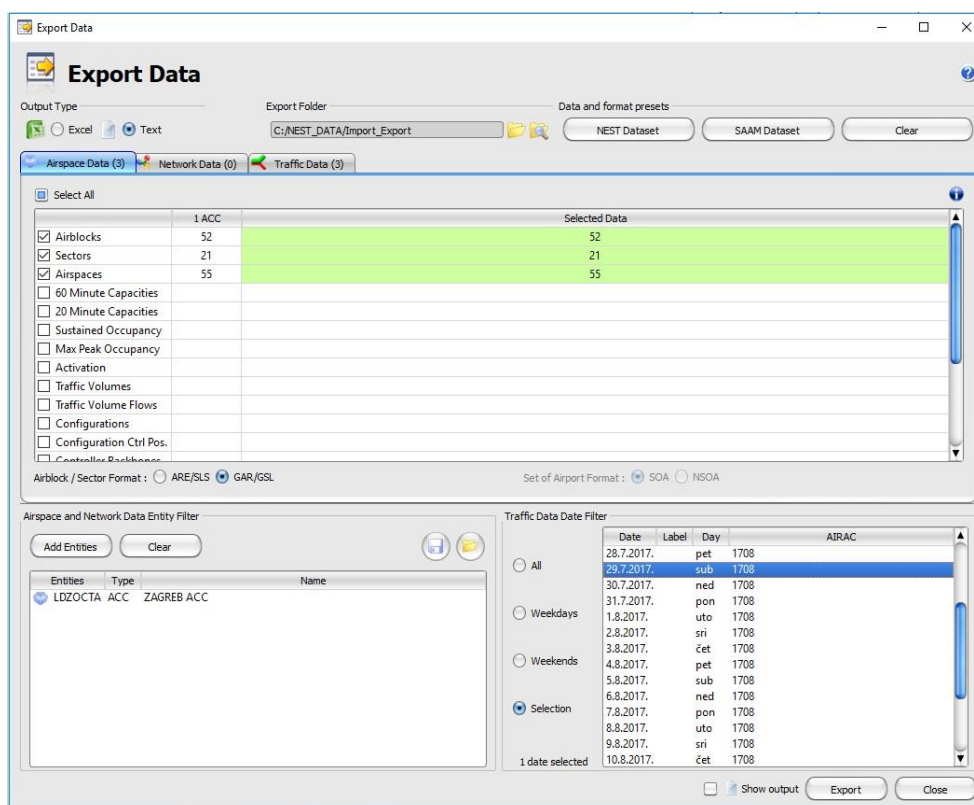 Export Data
Export Data
Output Type
Export Folder
Data and format presets
Excel
Text
C:/NEST_DATA/Import_Export
NEST Dataset
SAAM Dataset
Clear
Airspace Data (3)
Network Data (0)
Traffic Data (3)
Select All
1 ACC Selected Data
Airblocks 52 52
Sectors 21 21
Airspaces 55 55
60 Minute Capacities
20 Minute Capacities
Sustained Occupancy
Max Peak Occupancy
Activation
Traffic Volumes
Traffic Volume Flows
Configurations
Configuration Ctrl Pos.
Controller Backbones
Airblock / Sector Format : ARE/SLS GAR/GSL
Set of Airport Format : SOA NSOA
Airspace and Network Data Entity Filter
Add Entities
Clear
Entities Type Name
LDZOCTA ACC ZAGREB ACC
Traffic Data Date Filter
All
Weekdays
Weekends
Selection
1 date selected
Date Label Day AIRAC
28.7.2017. pet 1708
29.7.2017. sub 1708
30.7.2017. ned 1708
31.7.2017. pon 1708
1.8.2017. uto 1708
2.8.2017. sri 1708
3.8.2017. čet 1708
4.8.2017. pet 1708
5.8.2017. sub 1708
6.8.2017. ned 1708
7.8.2017. pon 1708
8.8.2017. uto 1708
9.8.2017. sri 1708
10.8.2017. čet 1708
Show output
Export
Close